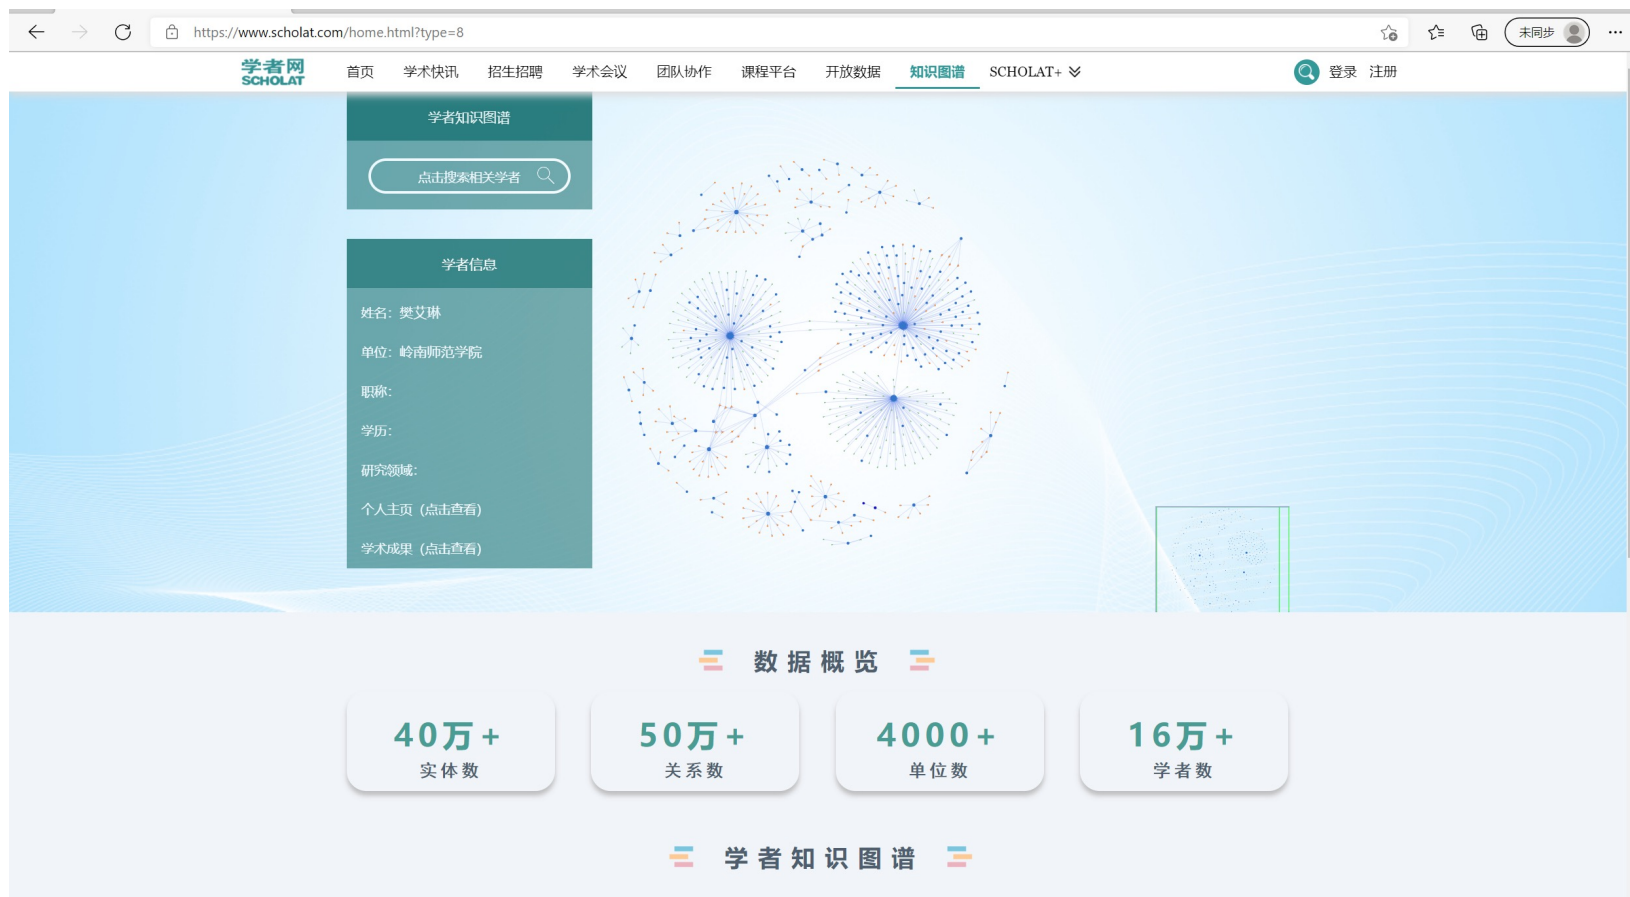 https://www.scholat.com/home.html?type=8
未同步
学者网
SCHOLAT
首页 学术快讯 招生招聘 学术会议 团队协作 课程平台 开放数据 知识图谱 SCHOLAT+
登录 注册
学者知识图谱
点击搜索相关学者
学者信息
姓名: 樊艾琳
单位: 岭南师范学院
职称:
学历:
研究领域:
个人主页 (点击查看)
学术成果 (点击查看)
数据概览
40万+
实体数
50万+
关系数
4000+
单位数
16万+
学者数
学者知识图谱